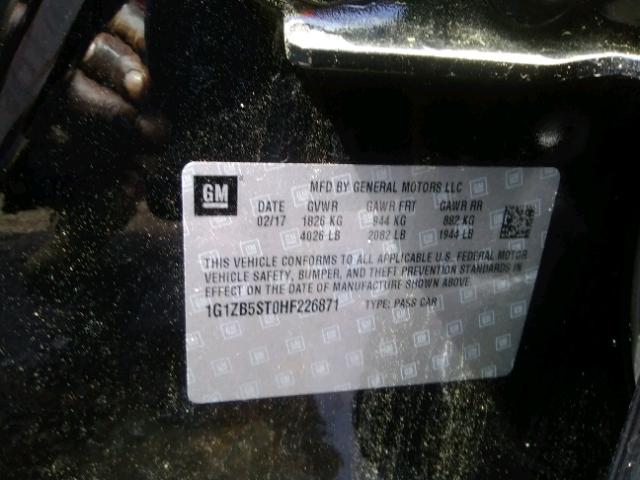 GM
MFD BY GENERAL MOTORS LLC
DATE GVWR GAWR FRT GAWR RR
02/17 1826 KG 944 KG 882 KG
4026 LB 2082 LB 1944 LB
THIS VEHICLE CONFORMS TO ALL APPLICABLE U.S. FEDERAL MOTOR
VEHICLE SAFETY, BUMPER, AND THEFT PREVENTION STANDARDS IN
EFFECT ON THE DATE OF MANUFACTURE SHOWN ABOVE.
1G1ZB5ST0HF226871 TYPE: PASS CAR